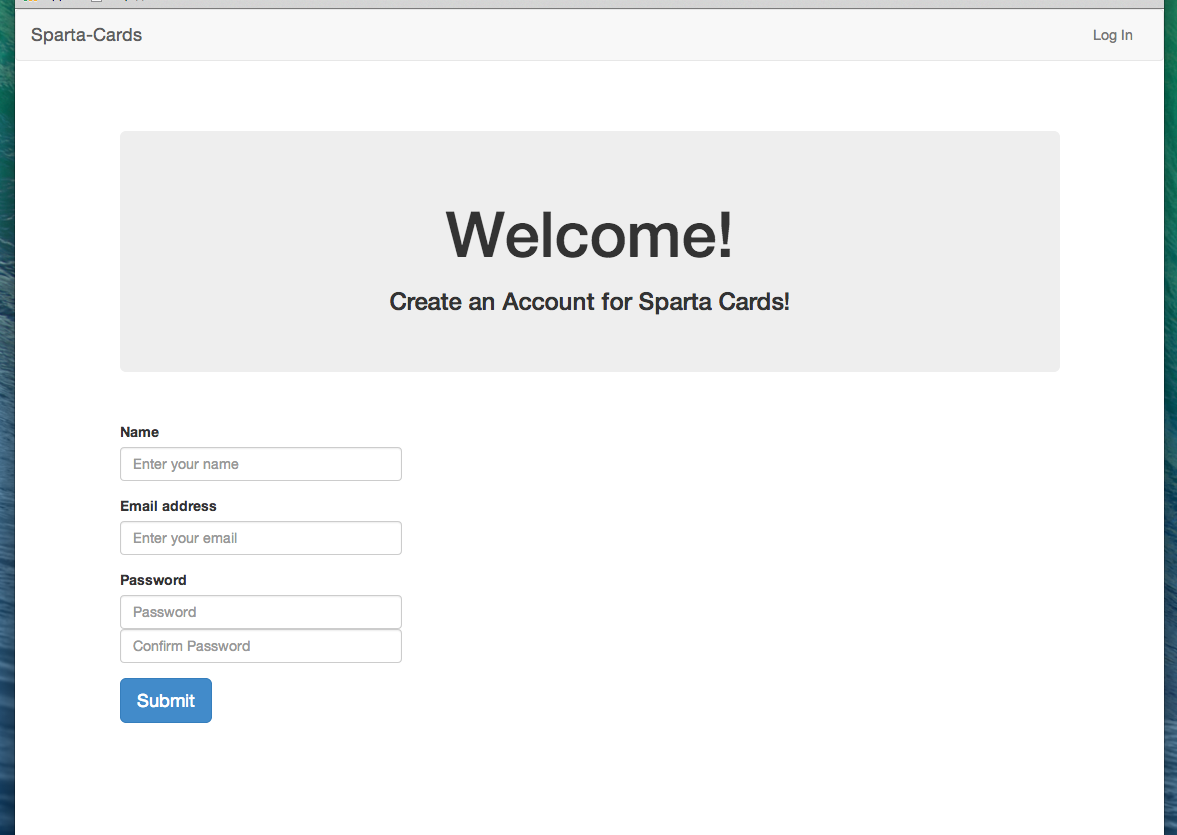 Sparta-Cards
Log In
Welcome!
Create an Account for Sparta Cards!
Name
Enter your name
Email address
Enter your email
Password
Password
Confirm Password
Submit